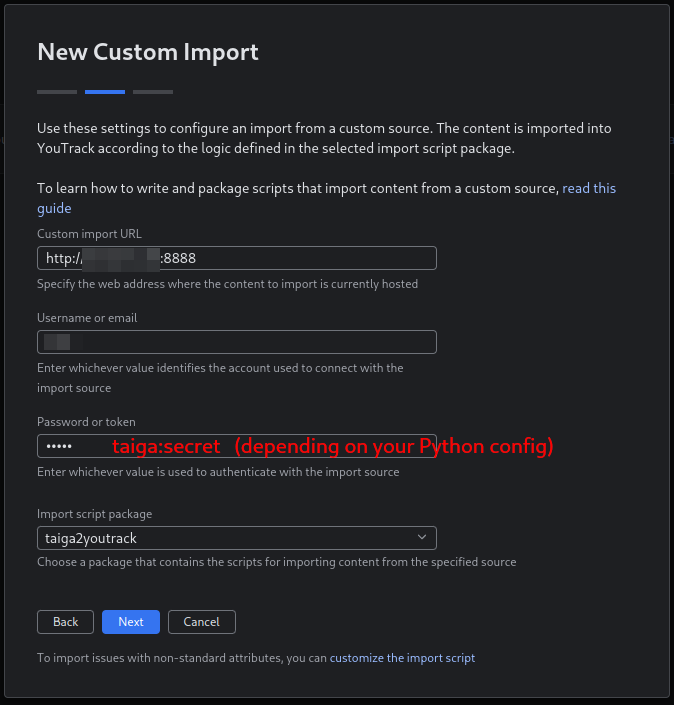 New Custom Import
Use these settings to configure an import from a custom source. The content is imported into
YouTrack according to the logic defined in the selected import script package.
To learn how to write and package scripts that import content from a custom source, read this
guide
Custom import URL
http:/ :8888
Specify the web address where the content to import is currently hosted
Username or email
Enter whichever value identifies the account used to connect with the
import source
Password or token
••••• taiga:secret (depending on your Python config)
Enter whichever value is used to authenticate with the import source
Import script package
taiga2youtrack
Choose a package that contains the scripts for importing content from the specified source
Back Next Cancel
To import issues with non-standard attributes, you can customize the import script